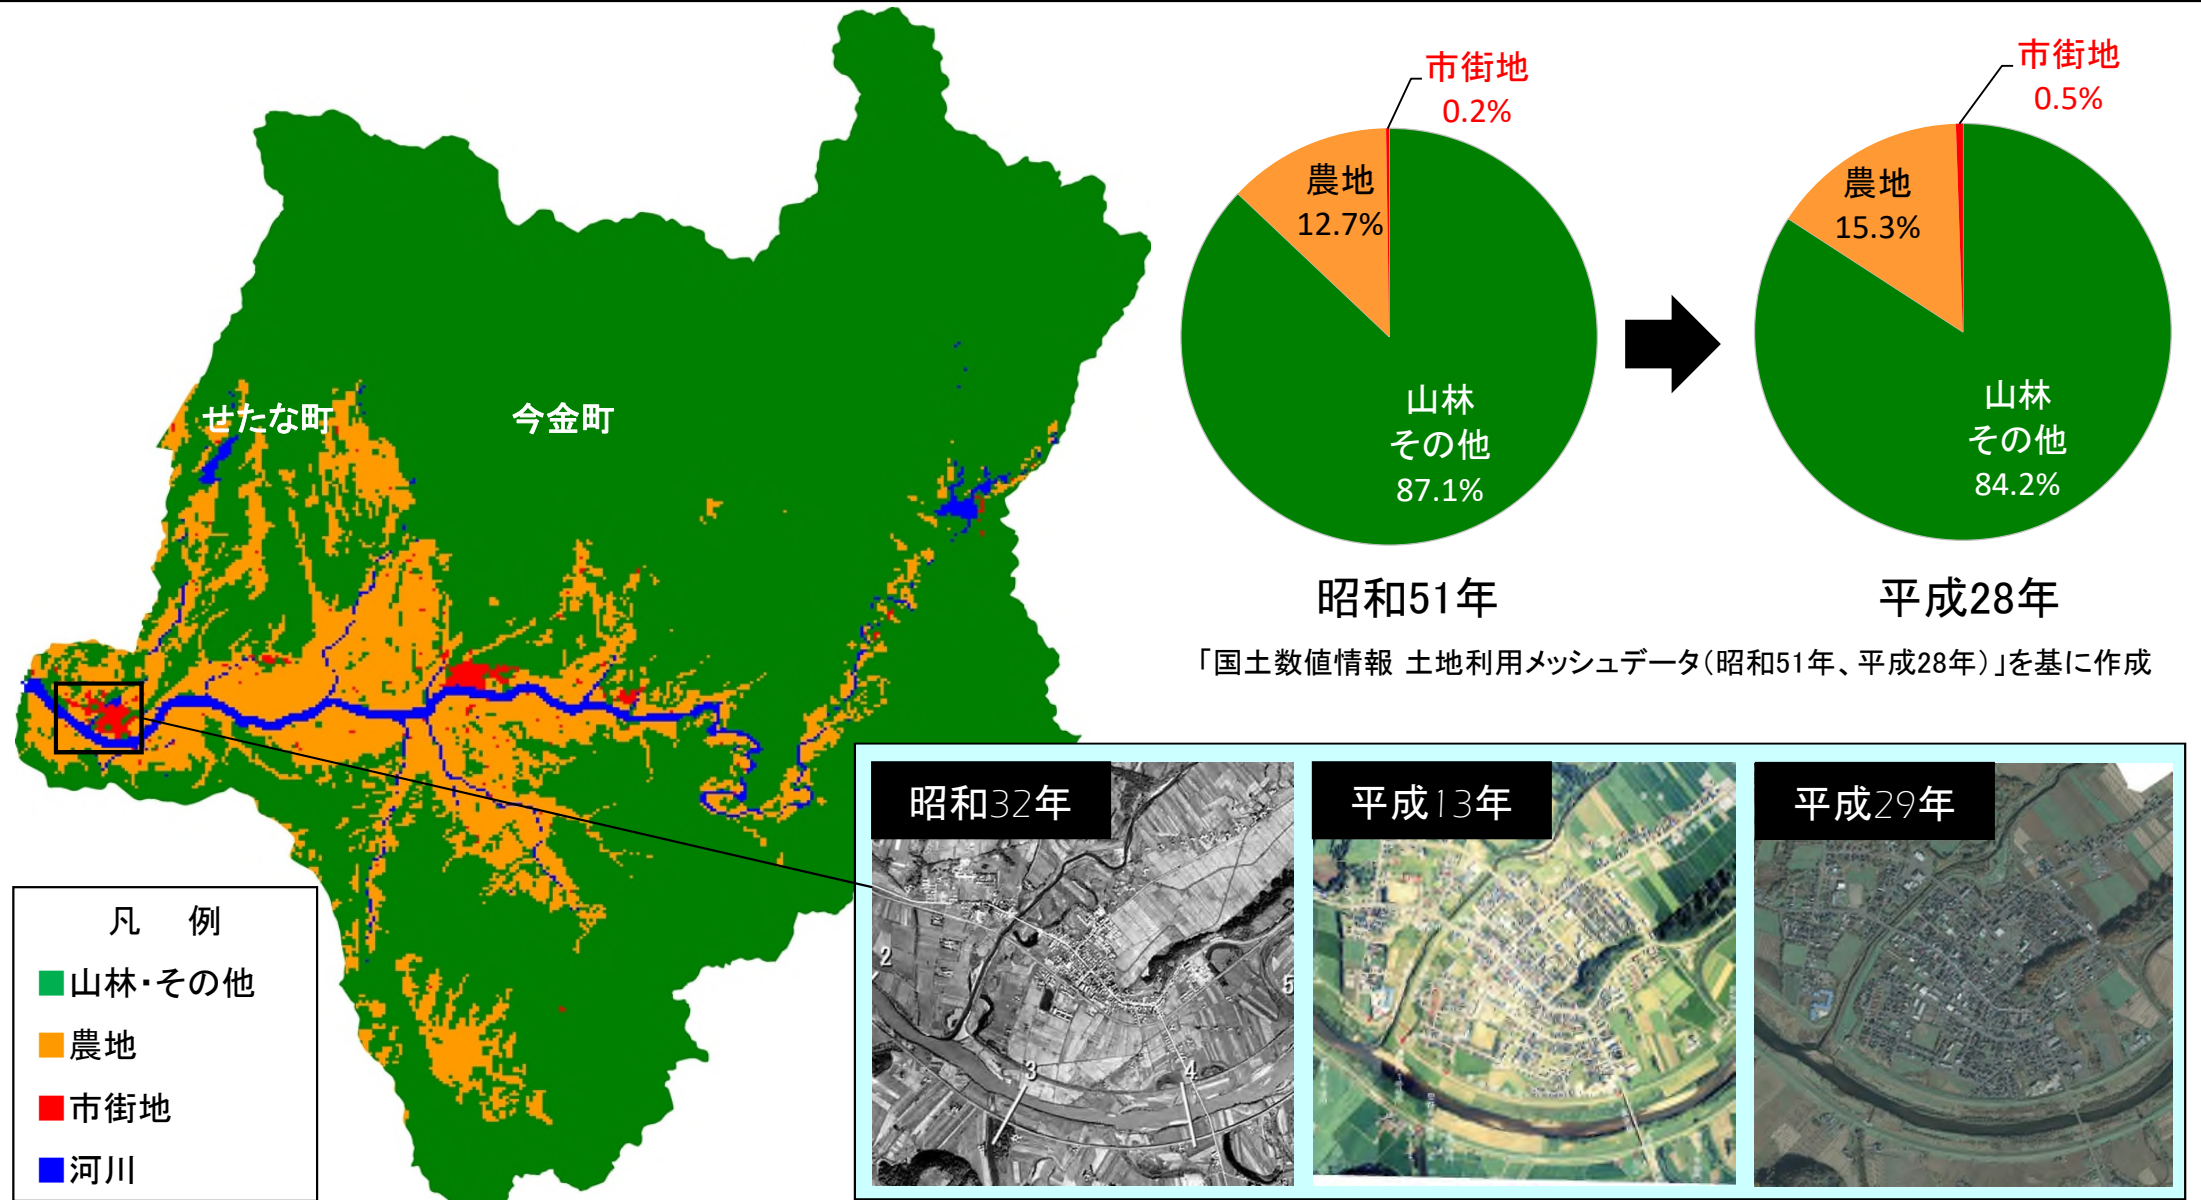 市街地
0.2%
農地
12.7%
山林
その他
87.1%
昭和51年
市街地
0.5%
農地
15.3%
山林
その他
84.2%
平成28年
「国土数値情報 土地利用メッシュデータ（昭和51年、平成28年）」を基に作成
せたな町
今金町
凡 例
山林・その他
農地
市街地
河川
昭和32年
2
3
4
5
平成13年
平成29年